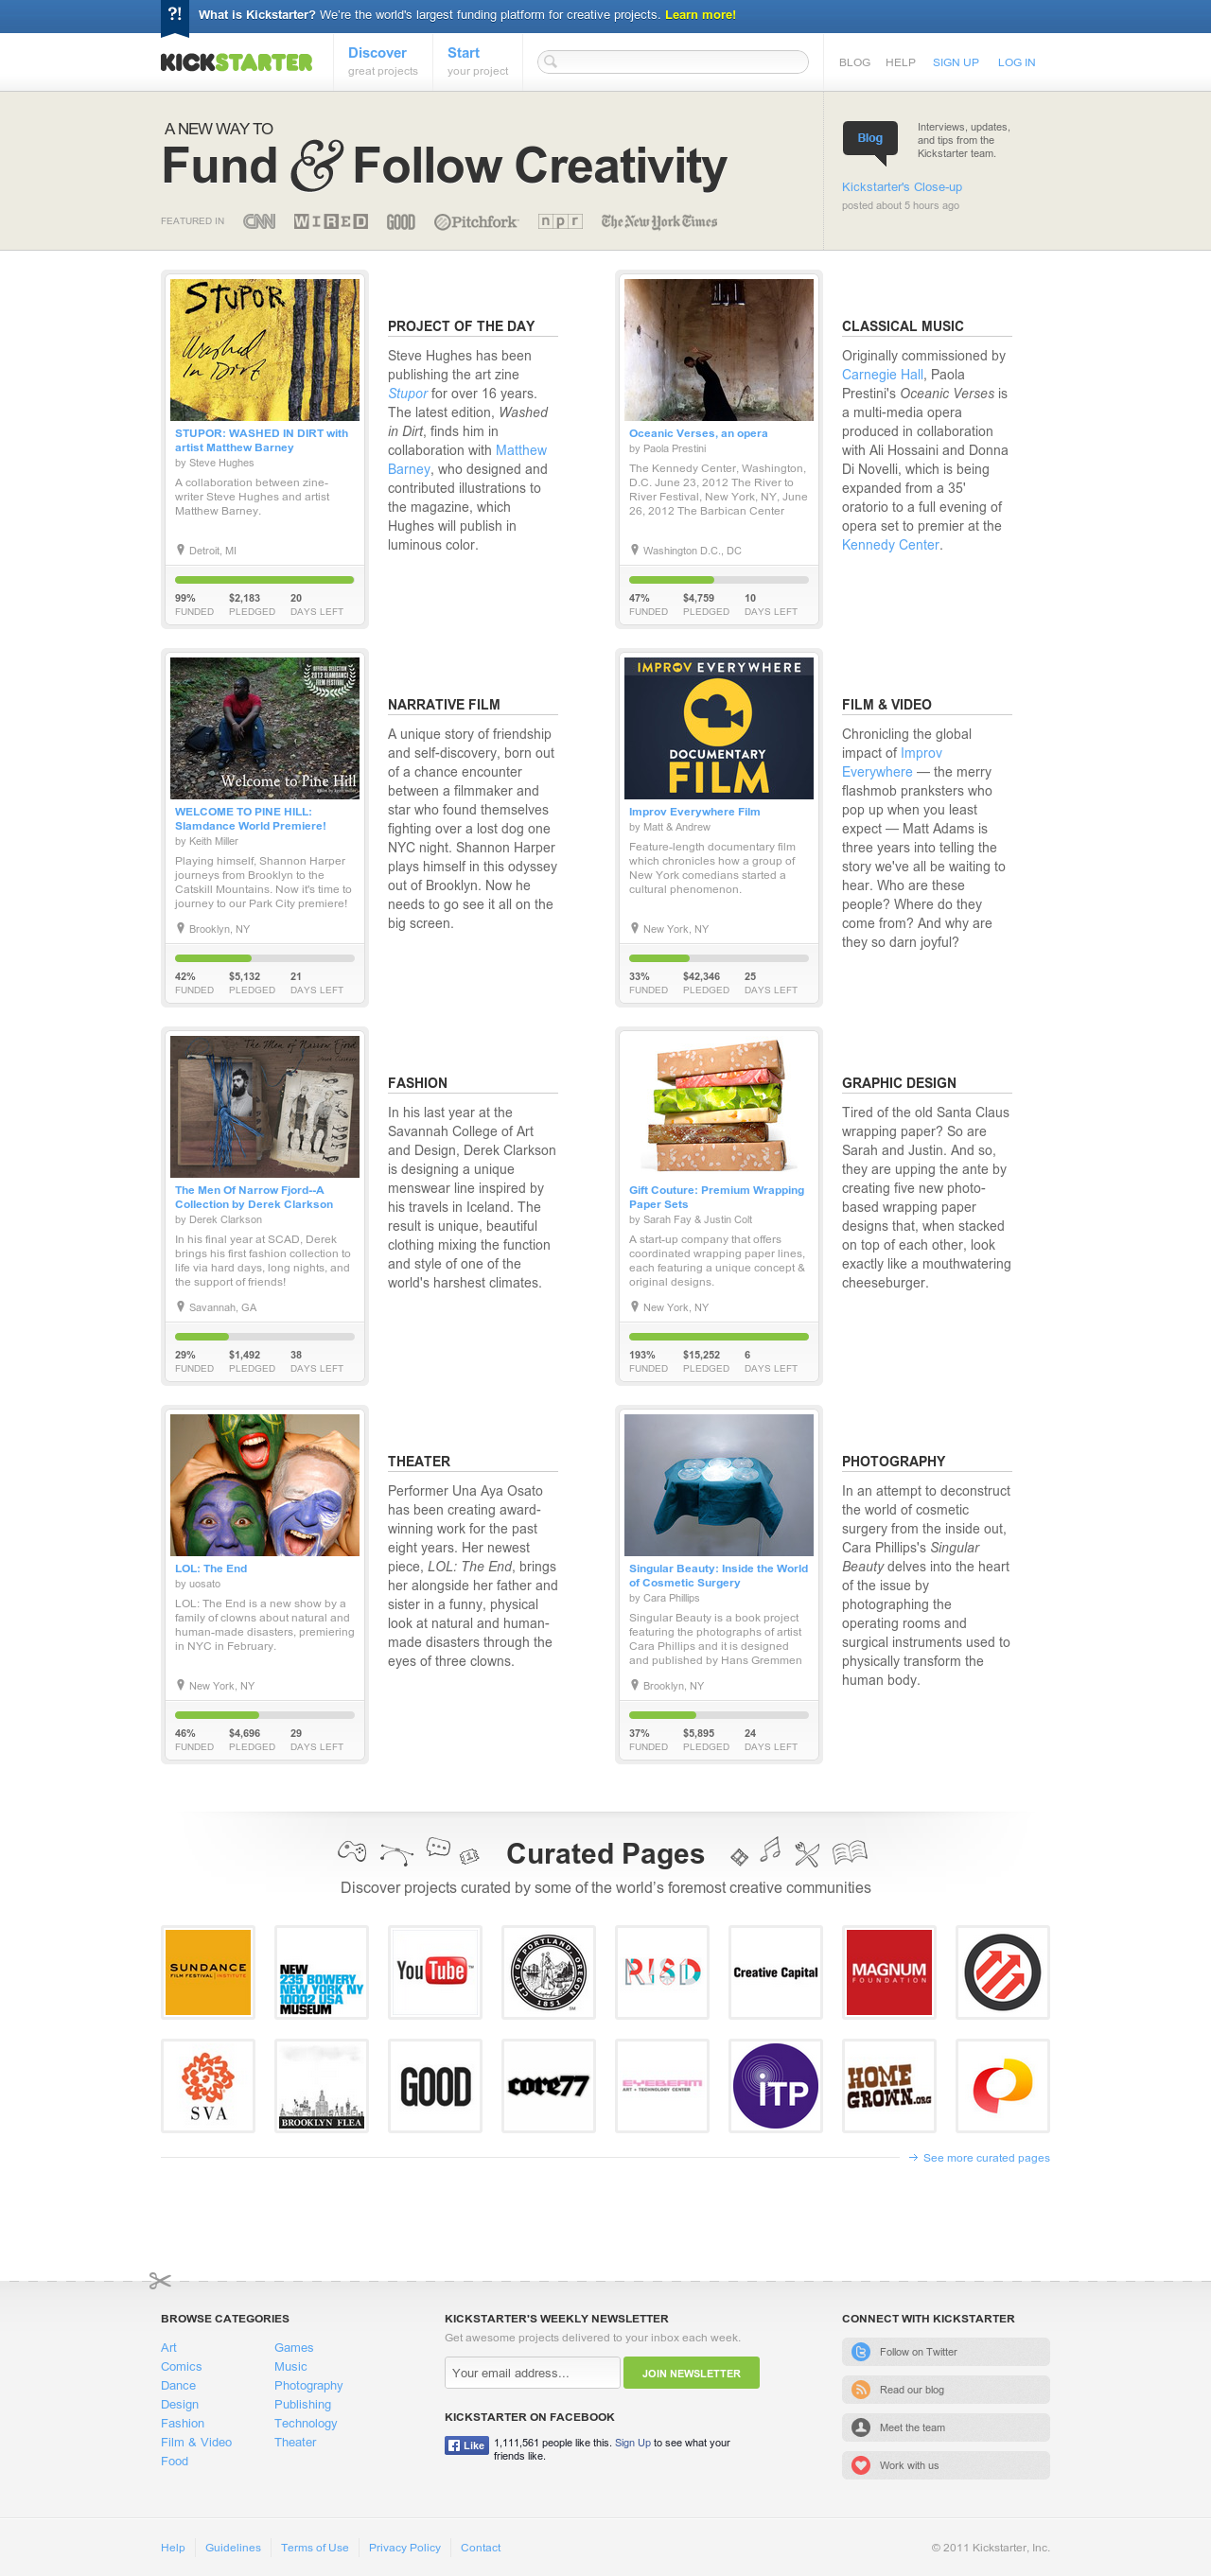 ?! What is Kickstarter? We're the world's largest funding platform for creative projects. Learn more!
KICKSTARTER
Discover
great projects
Start
your project
BLOG HELP SIGN UP LOG IN
A NEW WAY TO
Fund & Follow Creativity
FEATURED IN CNN WIRED GOOD Pitchfork npr The New York Times
Blog
Interviews, updates,
and tips from the
Kickstarter team.
Kickstarter's Close-up
posted about 5 hours ago
STUPOR
Washed
In Dirt
STUPOR: WASHED IN DIRT with
artist Matthew Barney
by Steve Hughes
A collaboration between zine-
writer Steve Hughes and artist
Matthew Barney.
Detroit, MI
99% $2,183 20
FUNDED PLEDGED DAYS LEFT
PROJECT OF THE DAY
Steve Hughes has been
publishing the art zine
Stupor for over 16 years.
The latest edition, Washed
in Dirt, finds him in
collaboration with Matthew
Barney, who designed and
contributed illustrations to
the magazine, which
Hughes will publish in
luminous color.
Oceanic Verses, an opera
by Paola Prestini
The Kennedy Center, Washington,
D.C. June 23, 2012 The River to
River Festival, New York, NY, June
26, 2012 The Barbican Center
Washington D.C., DC
47% $4,759 10
FUNDED PLEDGED DAYS LEFT
CLASSICAL MUSIC
Originally commissioned by
Carnegie Hall, Paola
Prestini's Oceanic Verses is
a multi-media opera
produced in collaboration
with Ali Hossaini and Donna
Di Novelli, which is being
expanded from a 35'
oratorio to a full evening of
opera set to premier at the
Kennedy Center.
OFFICIAL SELECTION
2012 SLAMDANCE
FILM FESTIVAL
Welcome to Pine Hill
WELCOME TO PINE HILL:
Slamdance World Premiere!
by Keith Miller
Playing himself, Shannon Harper
journeys from Brooklyn to the
Catskill Mountains. Now it's time to
journey to our Park City premiere!
Brooklyn, NY
42% $5,132 21
FUNDED PLEDGED DAYS LEFT
NARRATIVE FILM
A unique story of friendship
and self-discovery, born out
of a chance encounter
between a filmmaker and
star who found themselves
fighting over a lost dog one
NYC night. Shannon Harper
plays himself in this odyssey
out of Brooklyn. Now he
needs to go see it all on the
big screen.
IMPROV EVERYWHERE
DOCUMENTARY
FILM
Improv Everywhere Film
by Matt & Andrew
Feature-length documentary film
which chronicles how a group of
New York comedians started a
cultural phenomenon.
New York, NY
33% $42,346 25
FUNDED PLEDGED DAYS LEFT
FILM & VIDEO
Chronicling the global
impact of Improv
Everywhere — the merry
flashmob pranksters who
pop up when you least
expect — Matt Adams is
three years into telling the
story we've all be waiting to
hear. Who are these
people? Where do they
come from? And why are
they so darn joyful?
The Men of Narrow Fjord
The Men Of Narrow Fjord--A
Collection by Derek Clarkson
by Derek Clarkson
In his final year at SCAD, Derek
brings his first fashion collection to
life via hard days, long nights, and
the support of friends!
Savannah, GA
29% $1,492 38
FUNDED PLEDGED DAYS LEFT
FASHION
In his last year at the
Savannah College of Art
and Design, Derek Clarkson
is designing a unique
menswear line inspired by
his travels in Iceland. The
result is unique, beautiful
clothing mixing the function
and style of one of the
world's harshest climates.
Gift Couture: Premium Wrapping
Paper Sets
by Sarah Fay & Justin Colt
A start-up company that offers
coordinated wrapping paper lines,
each featuring a unique concept &
original designs.
New York, NY
193% $15,252 6
FUNDED PLEDGED DAYS LEFT
GRAPHIC DESIGN
Tired of the old Santa Claus
wrapping paper? So are
Sarah and Justin. And so,
they are upping the ante by
creating five new photo-
based wrapping paper
designs that, when stacked
on top of each other, look
exactly like a mouthwatering
cheeseburger.
LOL: The End
by uosato
LOL: The End is a new show by a
family of clowns about natural and
human-made disasters, premiering
in NYC in February.
New York, NY
46% $4,696 29
FUNDED PLEDGED DAYS LEFT
THEATER
Performer Una Aya Osato
has been creating award-
winning work for the past
eight years. Her newest
piece, LOL: The End, brings
her alongside her father and
sister in a funny, physical
look at natural and human-
made disasters through the
eyes of three clowns.
Singular Beauty: Inside the World
of Cosmetic Surgery
by Cara Phillips
Singular Beauty is a book project
featuring the photographs of artist
Cara Phillips and it is designed
and published by Hans Gremmen
Brooklyn, NY
37% $5,895 24
FUNDED PLEDGED DAYS LEFT
PHOTOGRAPHY
In an attempt to deconstruct
the world of cosmetic
surgery from the inside out,
Cara Phillips's Singular
Beauty delves into the heart
of the issue by
photographing the
operating rooms and
surgical instruments used to
physically transform the
human body.
Curated Pages
Discover projects curated by some of the world's foremost creative communities
SUNDANCE
FILM FESTIVAL INSTITUTE
NEW
235 BOWERY
NEW YORK NY
10002 USA
MUSEUM
YouTube™
CITY OF PORTLAND, OREGON
1851
RISD
Creative Capital
MAGNUM
FOUNDATION
SVA
BROOKLYN FLEA
GOOD
core77
EYEBEAM
ART + TECHNOLOGY CENTER
iTP
HOME
GROWN.ORG
See more curated pages
BROWSE CATEGORIES
Art
Comics
Dance
Design
Fashion
Film & Video
Food
Games
Music
Photography
Publishing
Technology
Theater
KICKSTARTER'S WEEKLY NEWSLETTER
Get awesome projects delivered to your inbox each week.
Your email address... JOIN NEWSLETTER
KICKSTARTER ON FACEBOOK
Like 1,111,561 people like this. Sign Up to see what your
friends like.
CONNECT WITH KICKSTARTER
Follow on Twitter
Read our blog
Meet the team
Work with us
Help Guidelines Terms of Use Privacy Policy Contact
© 2011 Kickstarter, Inc.